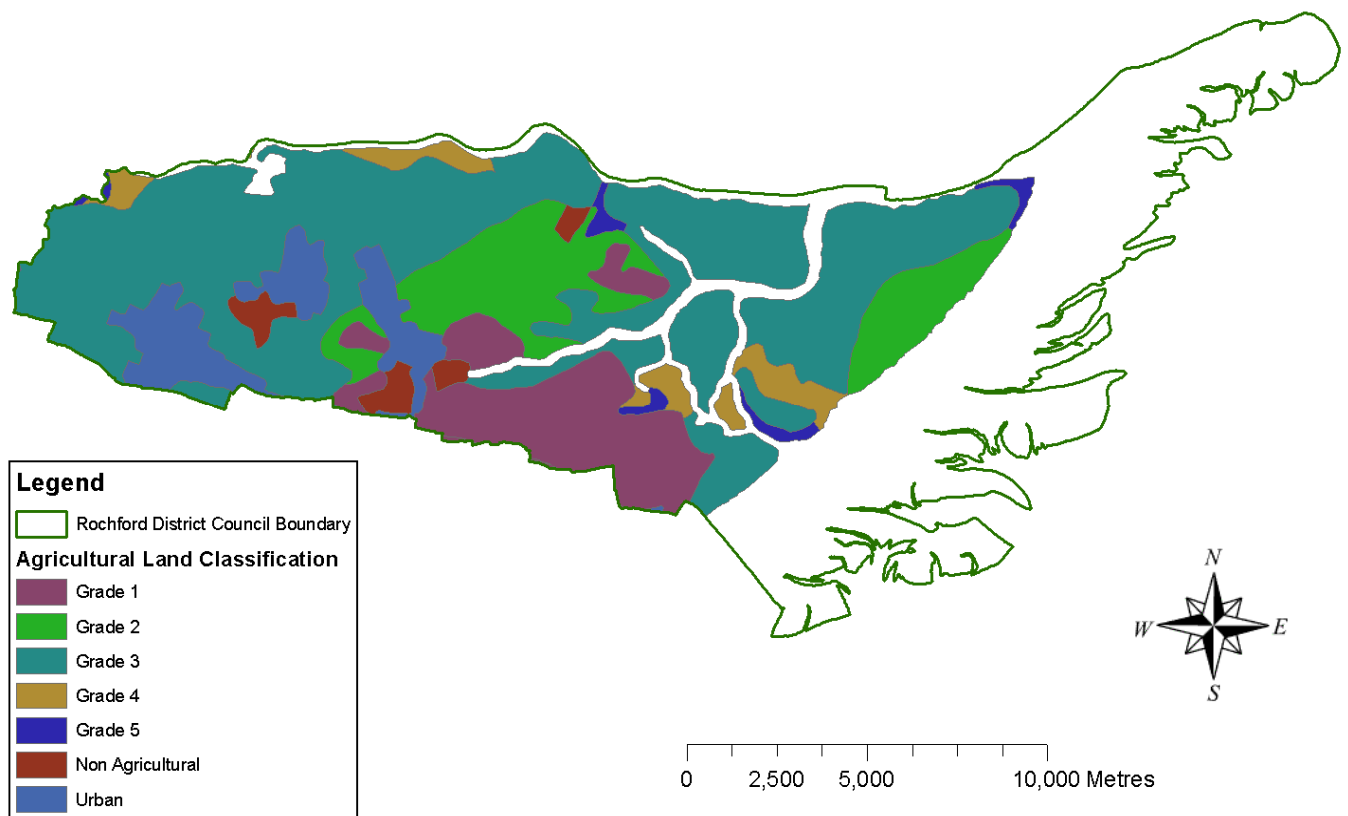 Legend
Rochford District Council Boundary
Agricultural Land Classification
Grade 1
Grade 2
Grade 3
Grade 4
Grade 5
Non Agricultural
Urban
N
W E
S
0 2,500 5,000 10,000 Metres